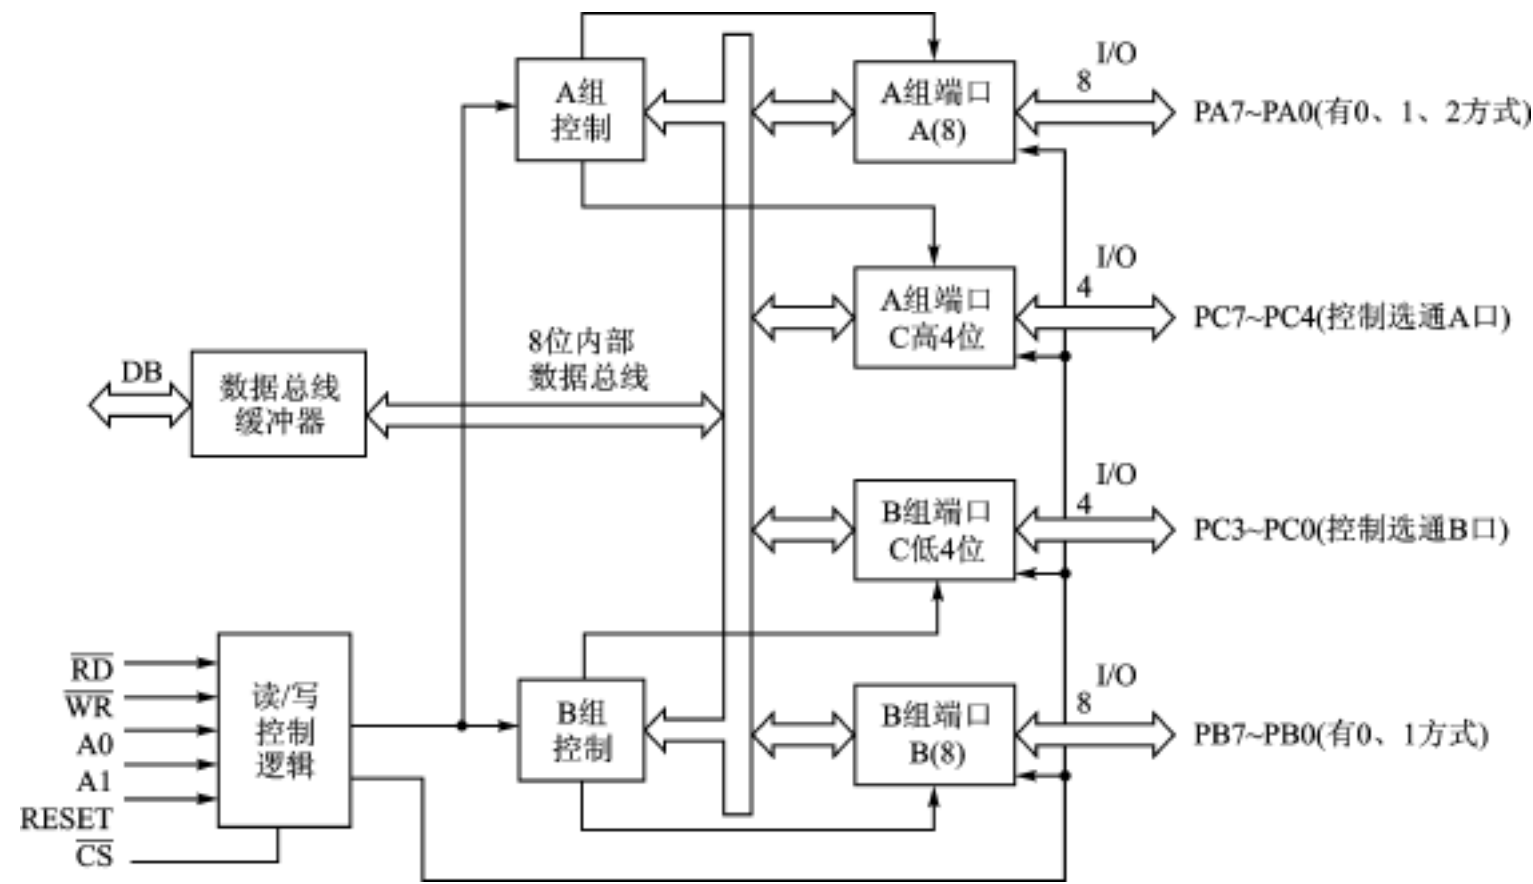 I/O
8
A组
控制
A组端口
A(8)
PA7~PA0(有0、1、2方式)
I/O
4
A组端口
C高4位
PC7~PC4(控制选通A口)
8位内部
数据总线
DB
数据总线
缓冲器
I/O
4
B组端口
C低4位
PC3~PC0(控制选通B口)
RD
WR
A0
A1
RESET
CS
读/写
控制
逻辑
B组
控制
I/O
8
B组端口
B(8)
PB7~PB0(有0、1方式)